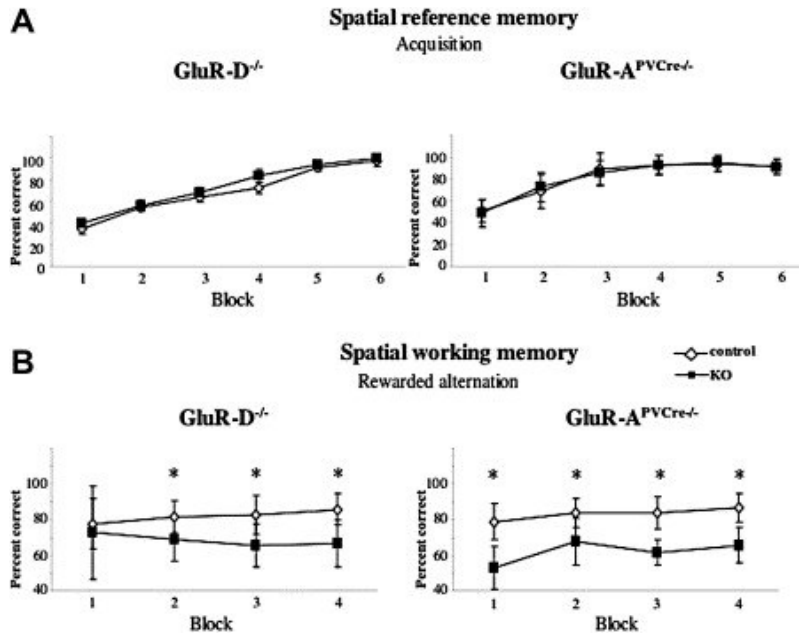 A
Spatial reference memory
Acquisition
GluR-D-/-
GluR-APVCre-/-
Percent correct
100
80
60
40
20
0
1 2 3 4 5 6
Block
Percent correct
100
80
60
40
20
0
1 2 3 4 5 6
Block
B
Spatial working memory
Rewarded alternation
control
KO
GluR-D-/-
GluR-APVCre-/-
Percent correct
100
80
60
40
* * *
1 2 3 4
Block
Percent correct
100
80
60
40
* * * *
1 2 3 4
Block